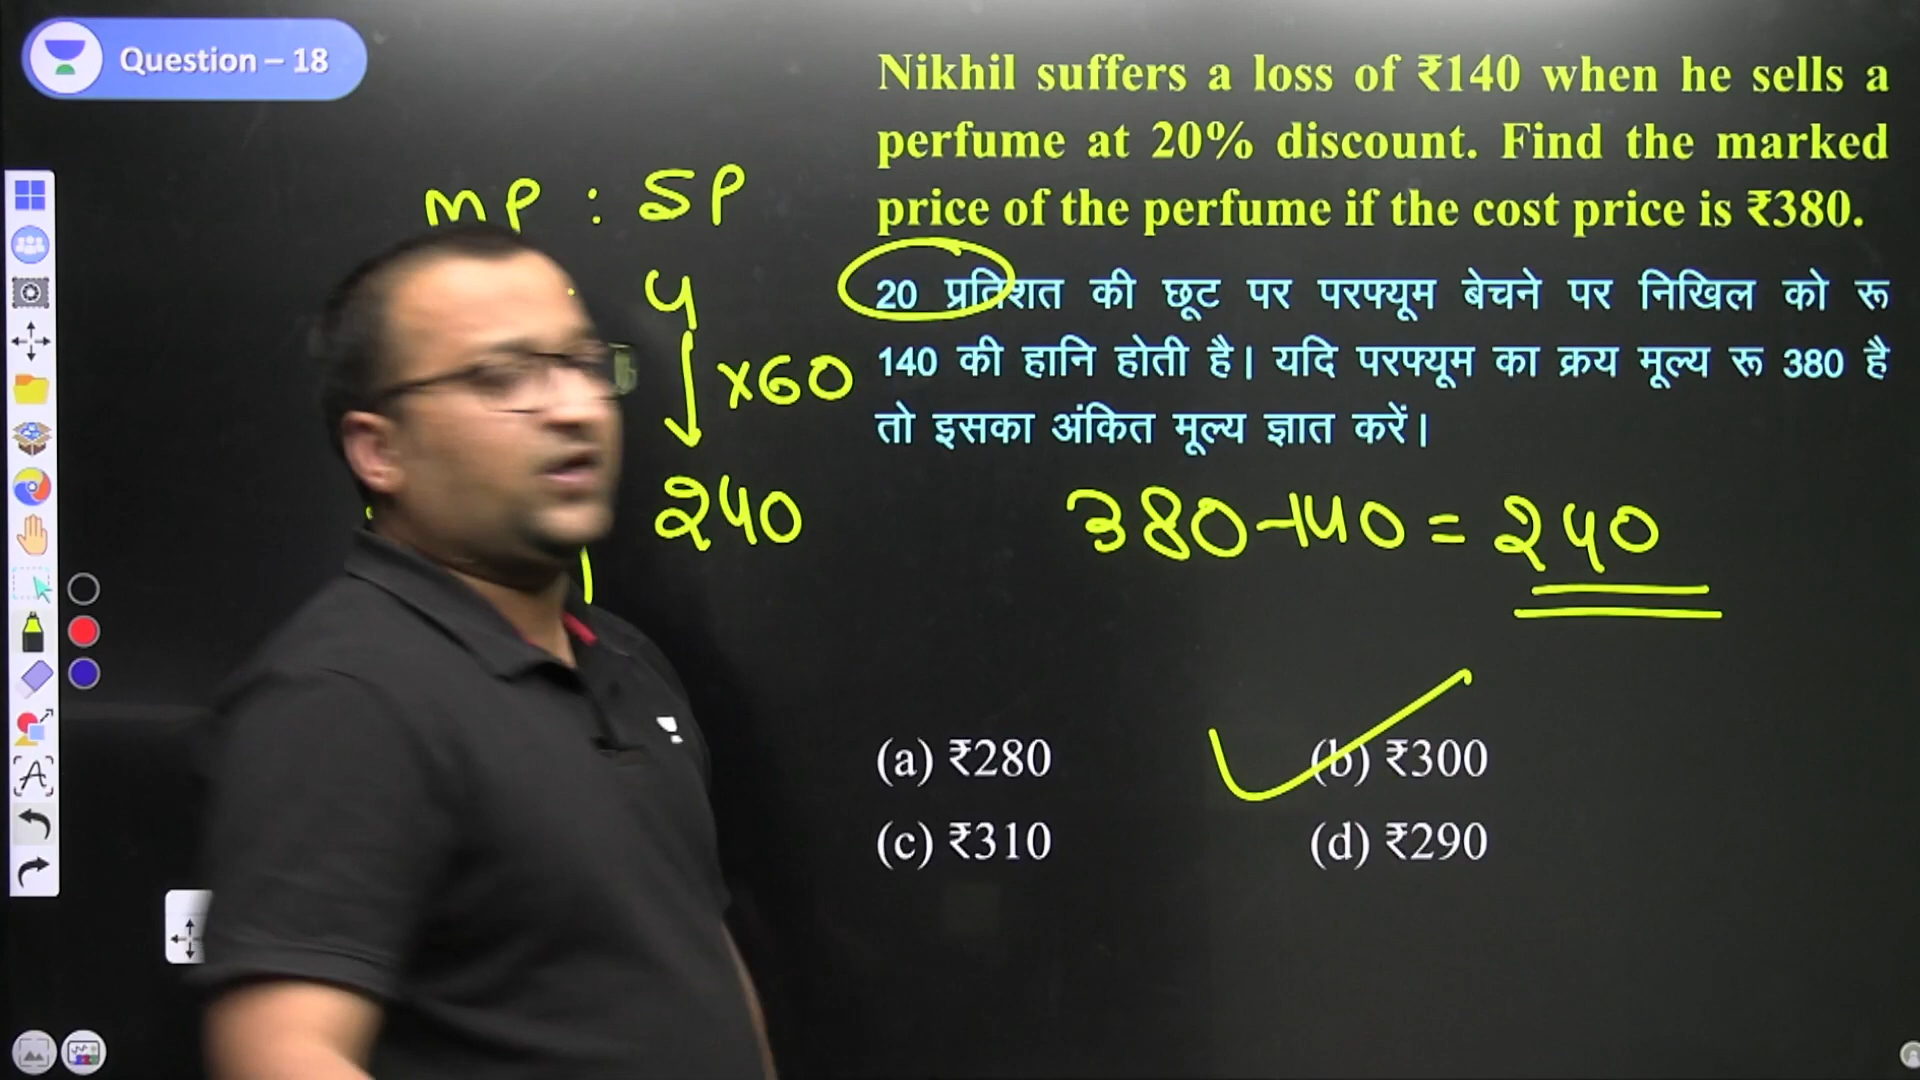 Question – 18
Nikhil suffers a loss of ₹140 when he sells a
perfume at 20% discount. Find the marked
price of the perfume if the cost price is ₹380.
20 प्रतिशत की छूट पर परफ्यूम बेचने पर निखिल को रू
140 की हानि होती है। यदि परफ्यूम का क्रय मूल्य रू 380 है
तो इसका अंकित मूल्य ज्ञात करें।
MP : SP
4
×60
240
380-140 = 240
(a) ₹280
(b) ₹300
(c) ₹310
(d) ₹290